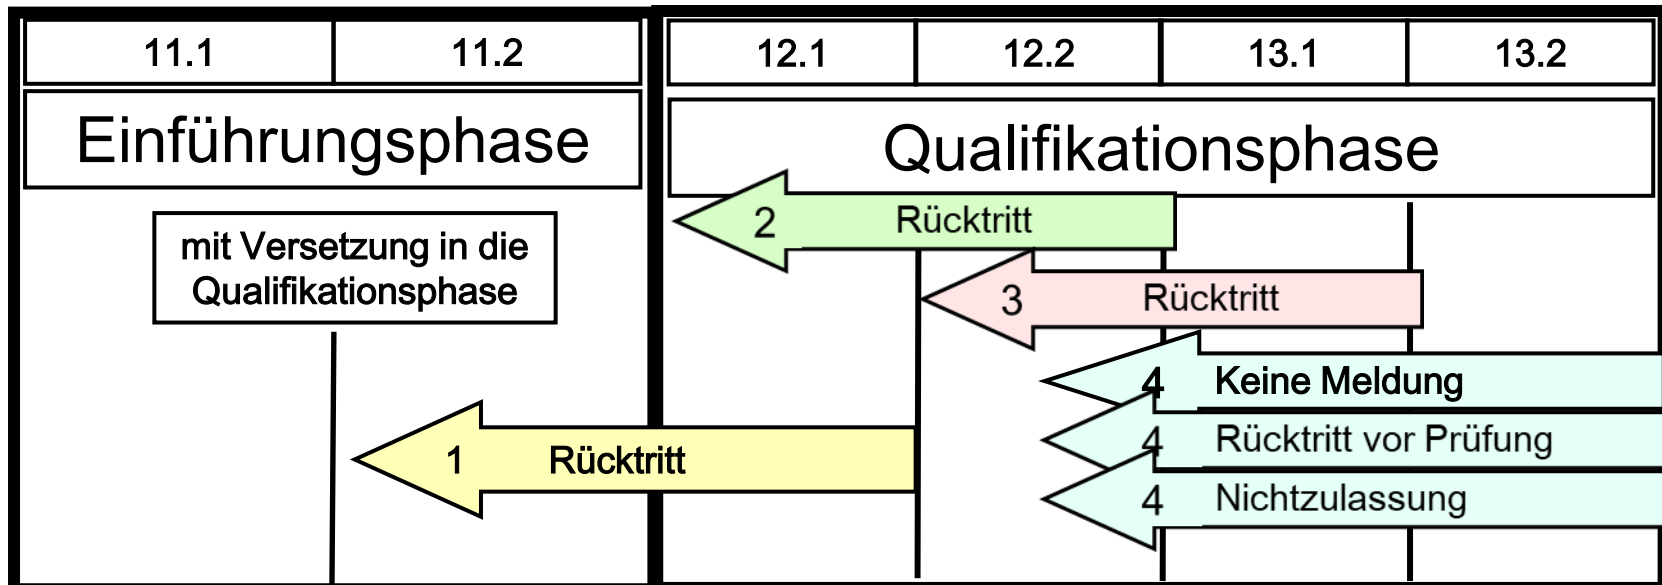 11.1
11.2
12.1
12.2
13.1
13.2
Einführungsphase
Qualifikationsphase
mit Versetzung in die
Qualifikationsphase
2 Rücktritt
3 Rücktritt
4 Keine Meldung
4 Rücktritt vor Prüfung
1 Rücktritt
4 Nichtzulassung